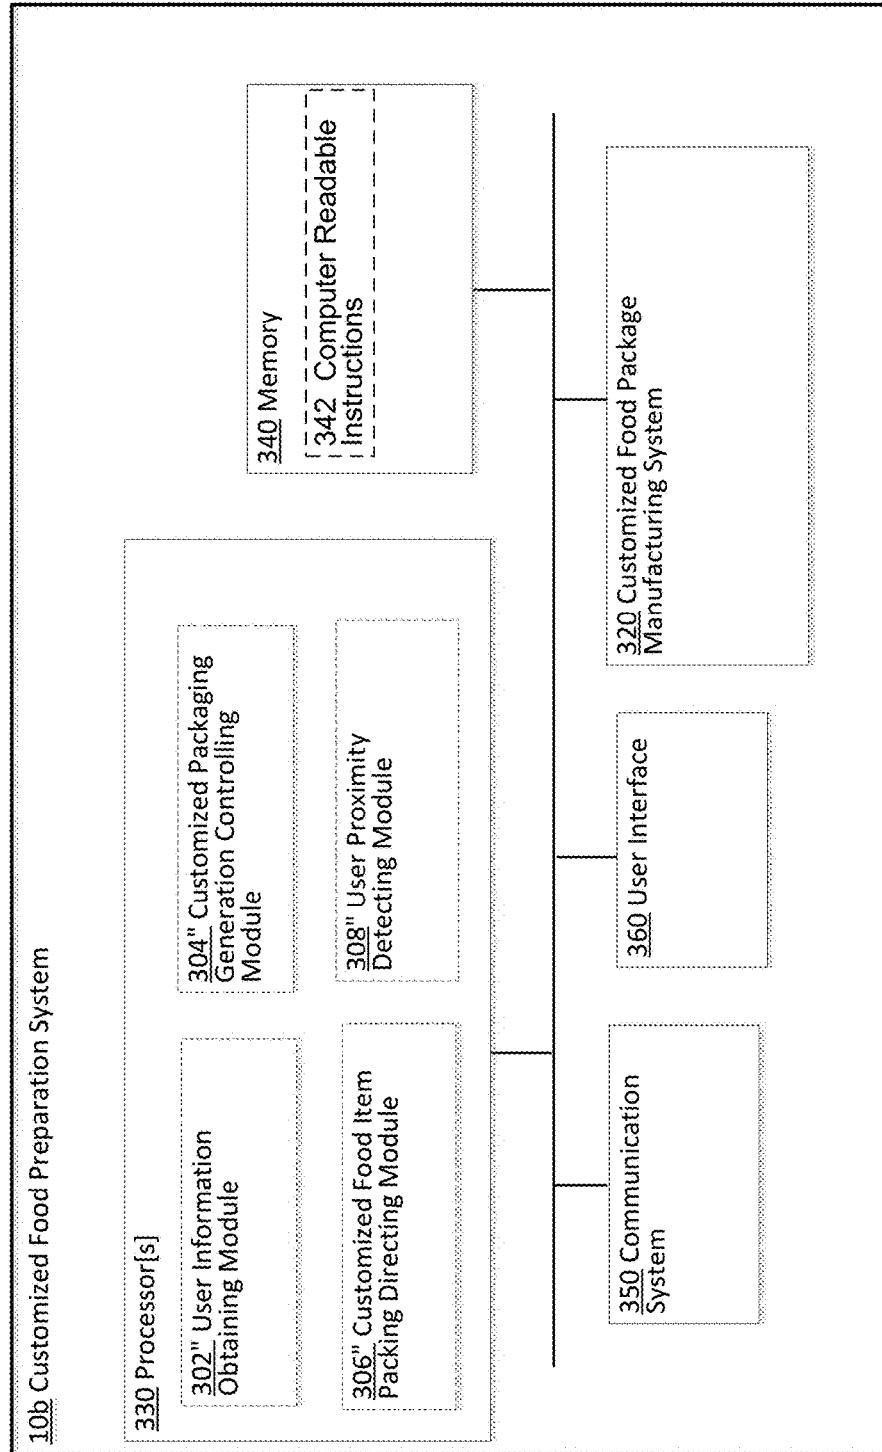 10b Customized Food Preparation System
330 Processor[s]
302" User Information
Obtaining Module
304" Customized Packaging
Generation Controlling
Module
306" Customized Food Item
Packing Directing Module
308" User Proximity
Detecting Module
340 Memory
342 Computer Readable
Instructions
350 Communication
System
360 User Interface
320 Customized Food Package
Manufacturing System